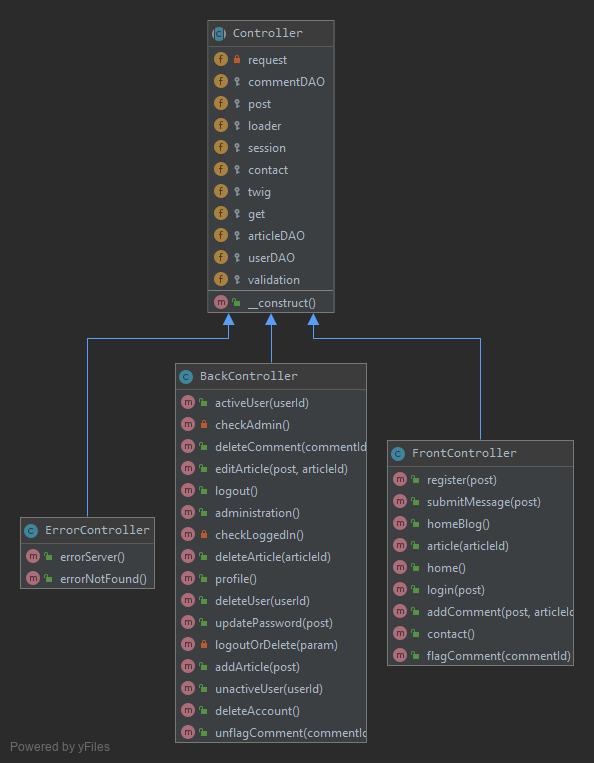 Controller
request
commentDAO
post
loader
session
contact
twig
get
articleDAO
userDAO
validation
__construct()
BackController
activeUser(userId)
checkAdmin()
deleteComment(commentId
editArticle(post, articleId)
logout()
administration()
checkLoggedIn()
deleteArticle(articleId)
profile()
deleteUser(userId)
updatePassword(post)
logoutOrDelete(param)
addArticle(post)
unactiveUser(userId)
deleteAccount()
unflagComment(commentId
FrontController
register(post)
submitMessage(post)
homeBlog()
article(articleId)
home()
login(post)
addComment(post, articleId
contact()
flagComment(commentId)
ErrorController
errorServer()
errorNotFound()
Powered by yFiles